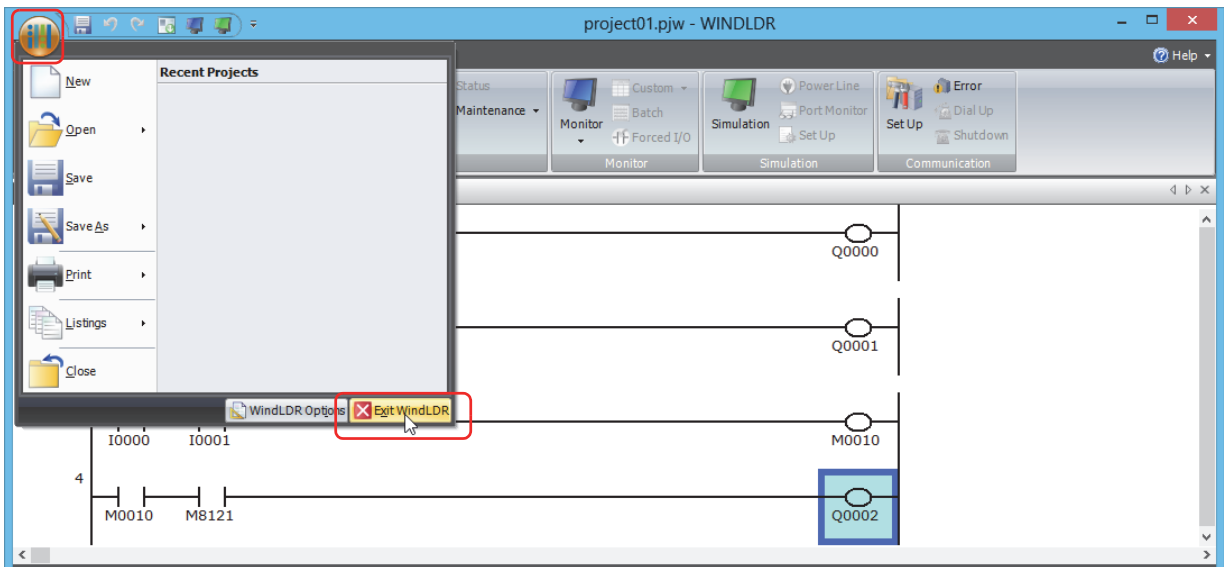 project01.pjw - WINDLDR
Help
New
Open
Save
Save As
Print
Listings
Close
Recent Projects
WindLDR Options
Exit WindLDR
Status
Maintenance
Monitor
Custom
Batch
Forced I/O
Monitor
Simulation
Power Line
Port Monitor
Set Up
Simulation
Set Up
Error
Dial Up
Shutdown
Communication
Q0000
Q0001
I0000 I0001 M0010
4
M0010 M8121 Q0002